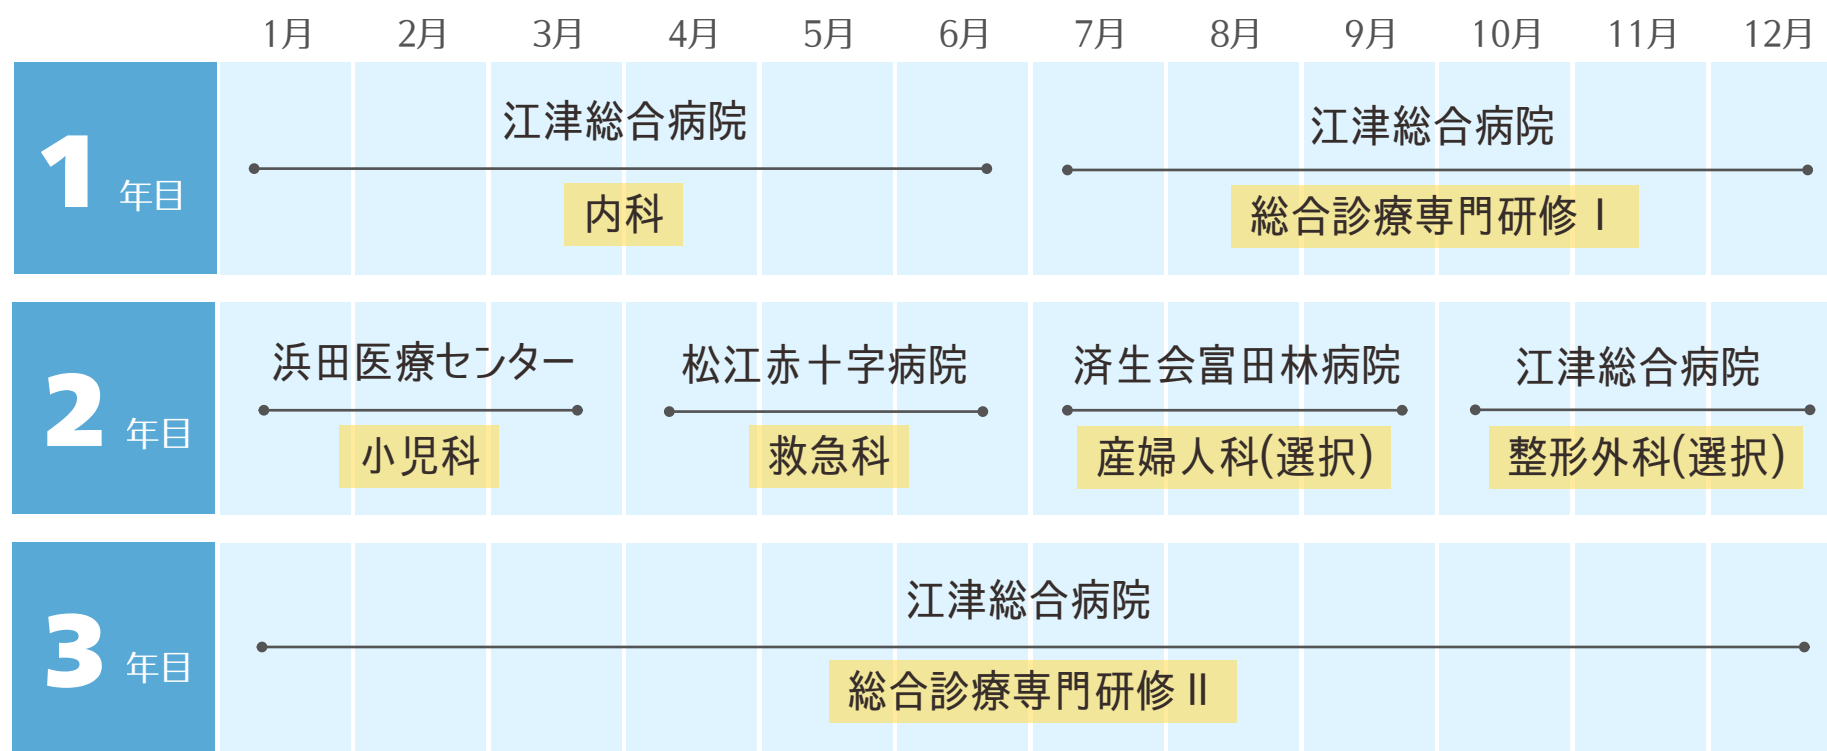 1月 2月 3月 4月 5月 6月 7月 8月 9月 10月 11月 12月
1年目
江津総合病院
内科
江津総合病院
総合診療専門研修Ⅰ
2年目
浜田医療センター
小児科
松江赤十字病院
救急科
済生会富田林病院
産婦人科(選択)
江津総合病院
整形外科(選択)
3年目
江津総合病院
総合診療専門研修Ⅱ